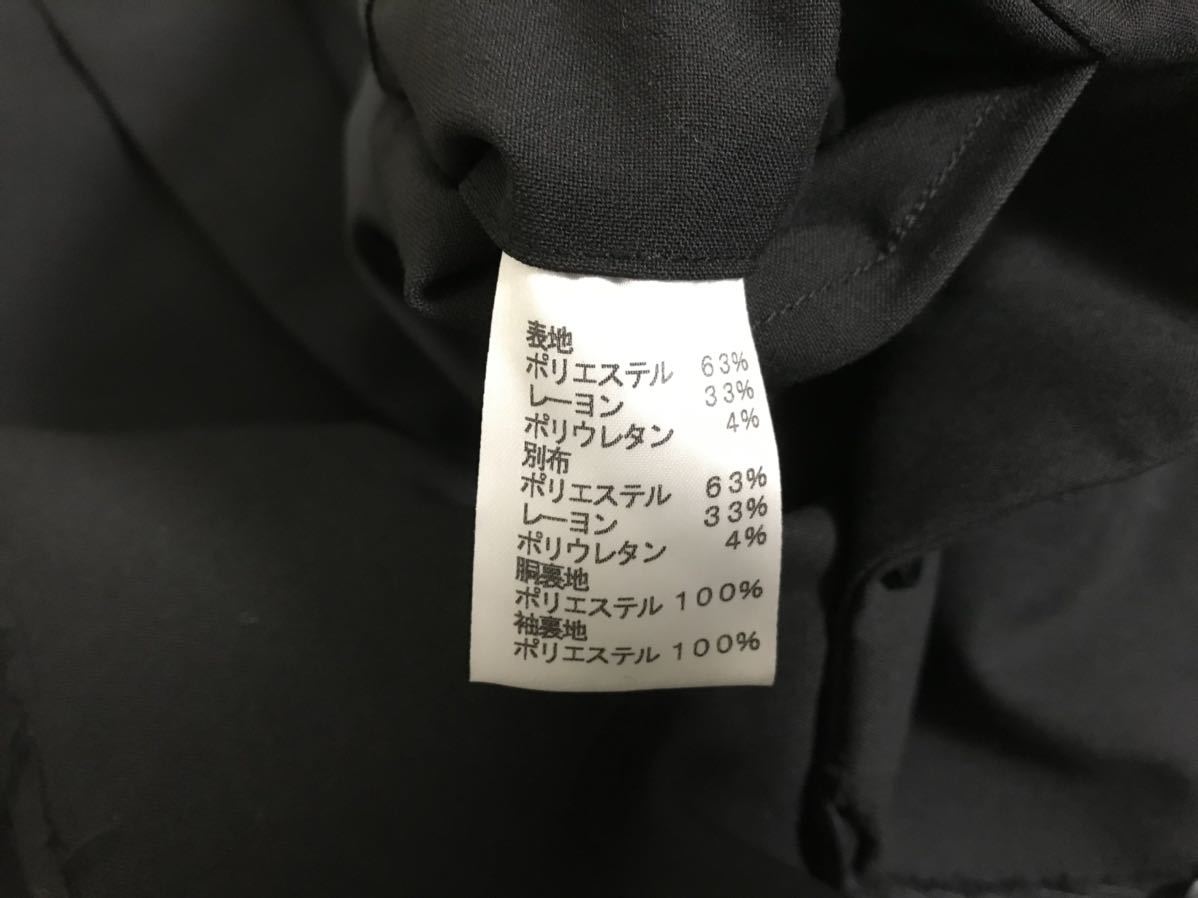 表地
ポリエステル 63%
レーヨン 33%
ポリウレタン 4%
別布
ポリエステル 63%
レーヨン 33%
ポリウレタン 4%
胴裏地
ポリエステル 100%
袖裏地
ポリエステル 100%